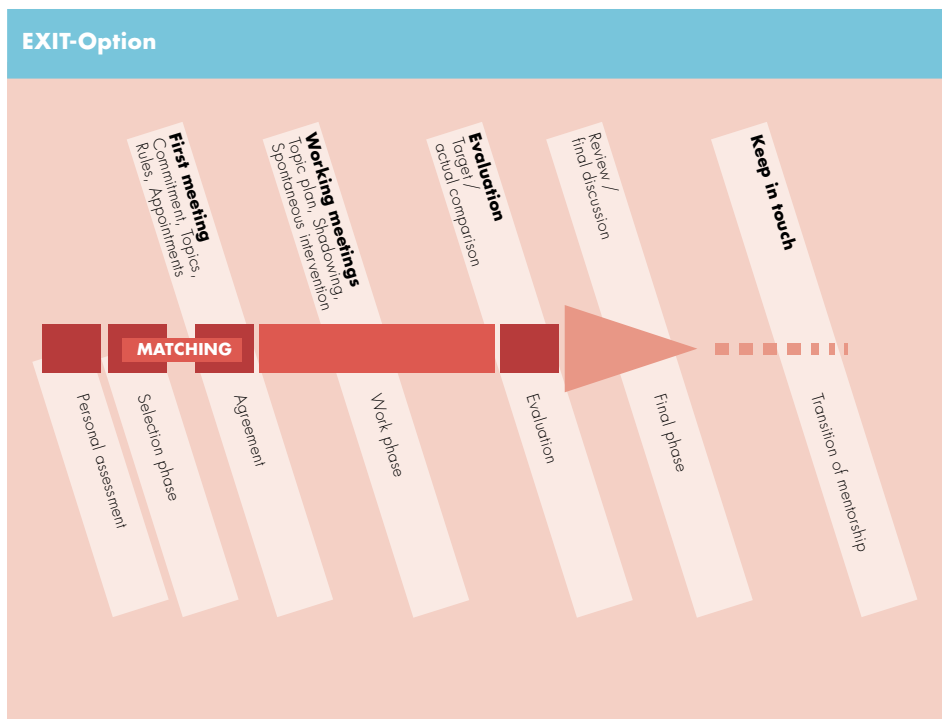 EXIT-Option
First meeting
Commitment, Topics,
Rules, Appointments
Working meetings
Topic plan, Shadowing,
Spontaneous intervention
Evaluation
Target /
actual comparison
Review /
final discussion
Keep in touch
MATCHING
Personal assessment
Selection phase
Agreement
Work phase
Evaluation
Final phase
Transition of mentorship